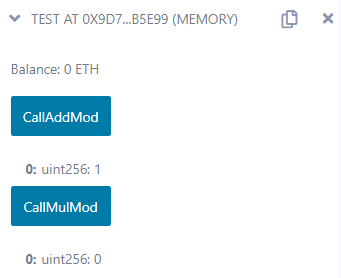 TEST AT 0X9D7...B5E99 (MEMORY)
Balance: 0 ETH
CallAddMod
0: uint256: 1
CallMulMod
0: uint256: 0